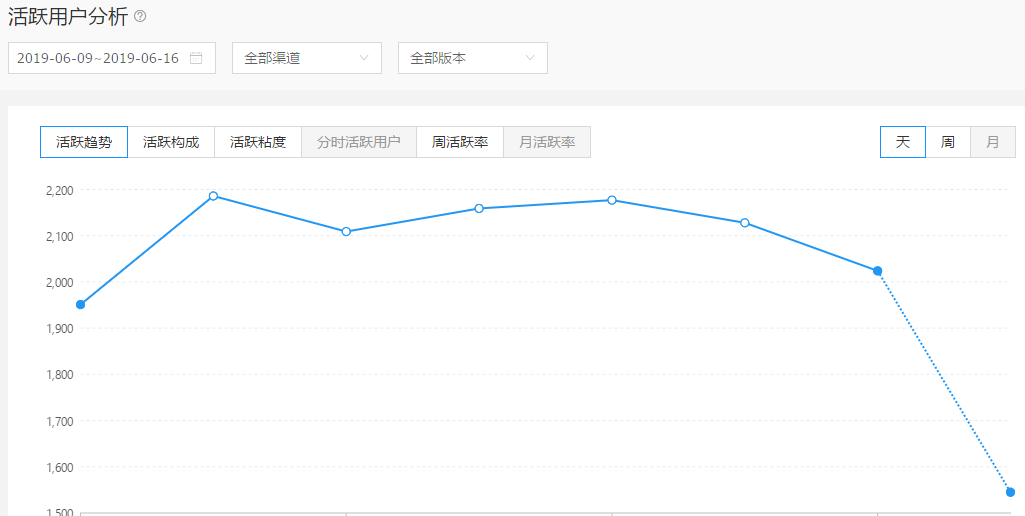 活跃用户分析 ?
2019-06-09~2019-06-16 全部渠道 全部版本
活跃趋势 活跃构成 活跃粘度 分时活跃用户 周活跃率 月活跃率 天 周 月
2,200
2,100
2,000
1,900
1,800
1,700
1,600
1,500